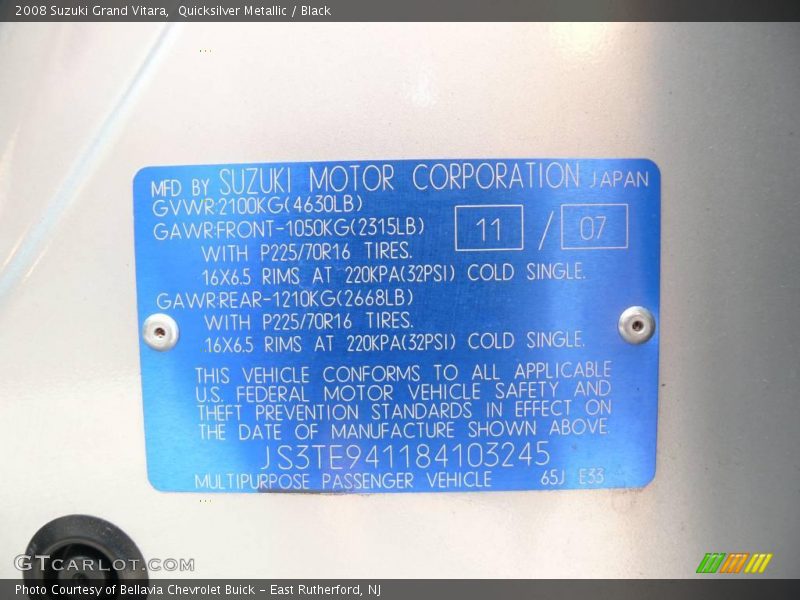 2008 Suzuki Grand Vitara,  Quicksilver Metallic / Black
MFD BY SUZUKI MOTOR CORPORATION JAPAN
GVWR:2100KG(4630LB)
GAWR:FRONT-1050KG(2315LB) 11 / 07
WITH P225/70R16 TIRES.
16X6.5 RIMS AT 220KPA(32PSI) COLD SINGLE.
GAWR:REAR-1210KG(2668LB)
WITH P225/70R16 TIRES.
16X6.5 RIMS AT 220KPA(32PSI) COLD SINGLE.
THIS VEHICLE CONFORMS TO ALL APPLICABLE
U.S. FEDERAL MOTOR VEHICLE SAFETY AND
THEFT PREVENTION STANDARDS IN EFFECT ON
THE DATE OF MANUFACTURE SHOWN ABOVE.
JS3TE941184103245
MULTIPURPOSE PASSENGER VEHICLE 65J E33
GTCARLOT.COM
Photo Courtesy of Bellavia Chevrolet Buick - East Rutherford, NJ